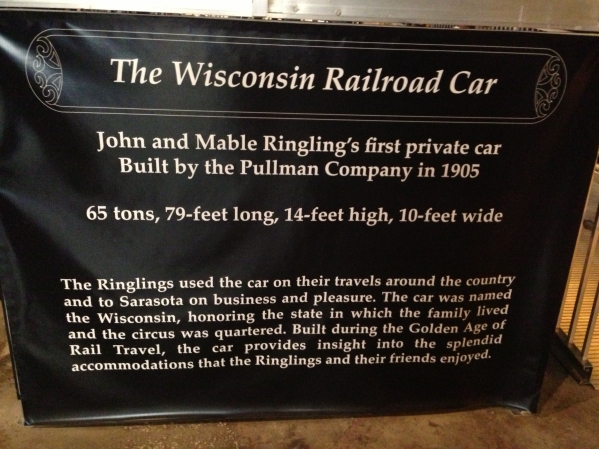 The Wisconsin Railroad Car
John and Mable Ringling's first private car
Built by the Pullman Company in 1905
65 tons, 79-feet long, 14-feet high, 10-feet wide
The Ringlings used the car on their travels around the country
and to Sarasota on business and pleasure. The car was named
the Wisconsin, honoring the state in which the family lived
and the circus was quartered. Built during the Golden Age of
Rail Travel, the car provides insight into the splendid
accommodations that the Ringlings and their friends enjoyed.